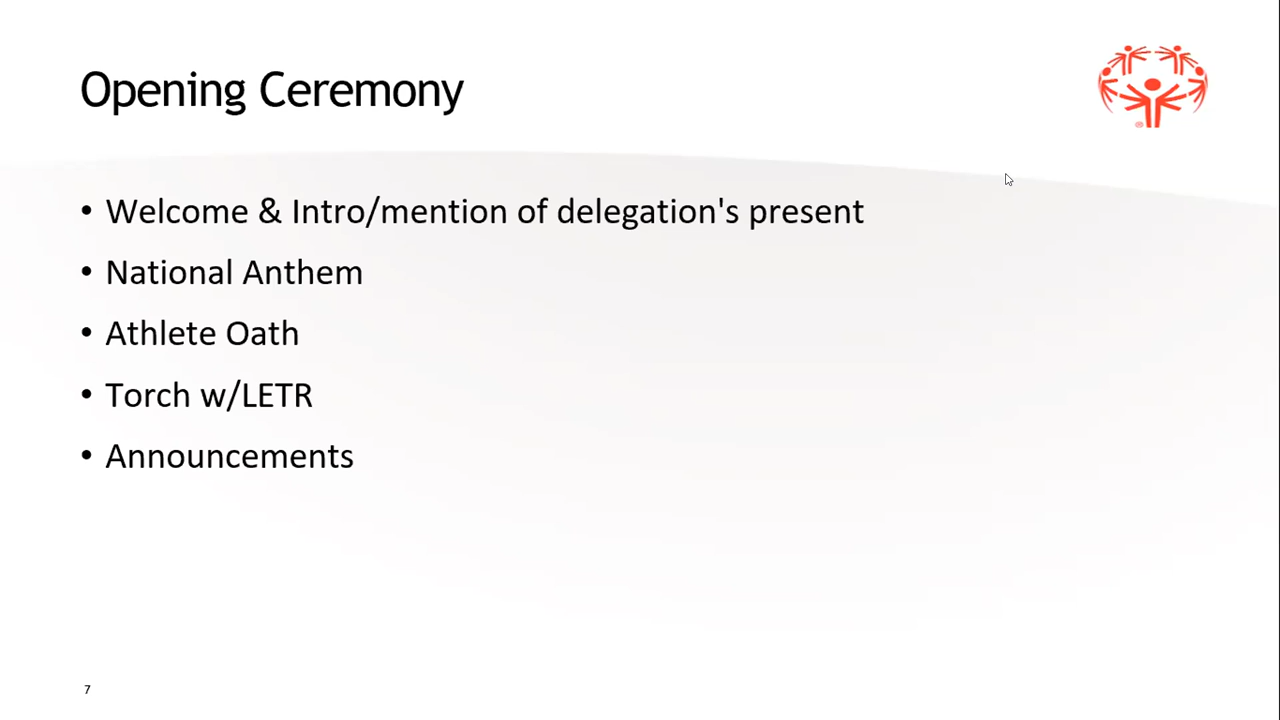 Opening Ceremony
• Welcome & Intro/mention of delegation's present
• National Anthem
• Athlete Oath
• Torch w/LETR
• Announcements
7